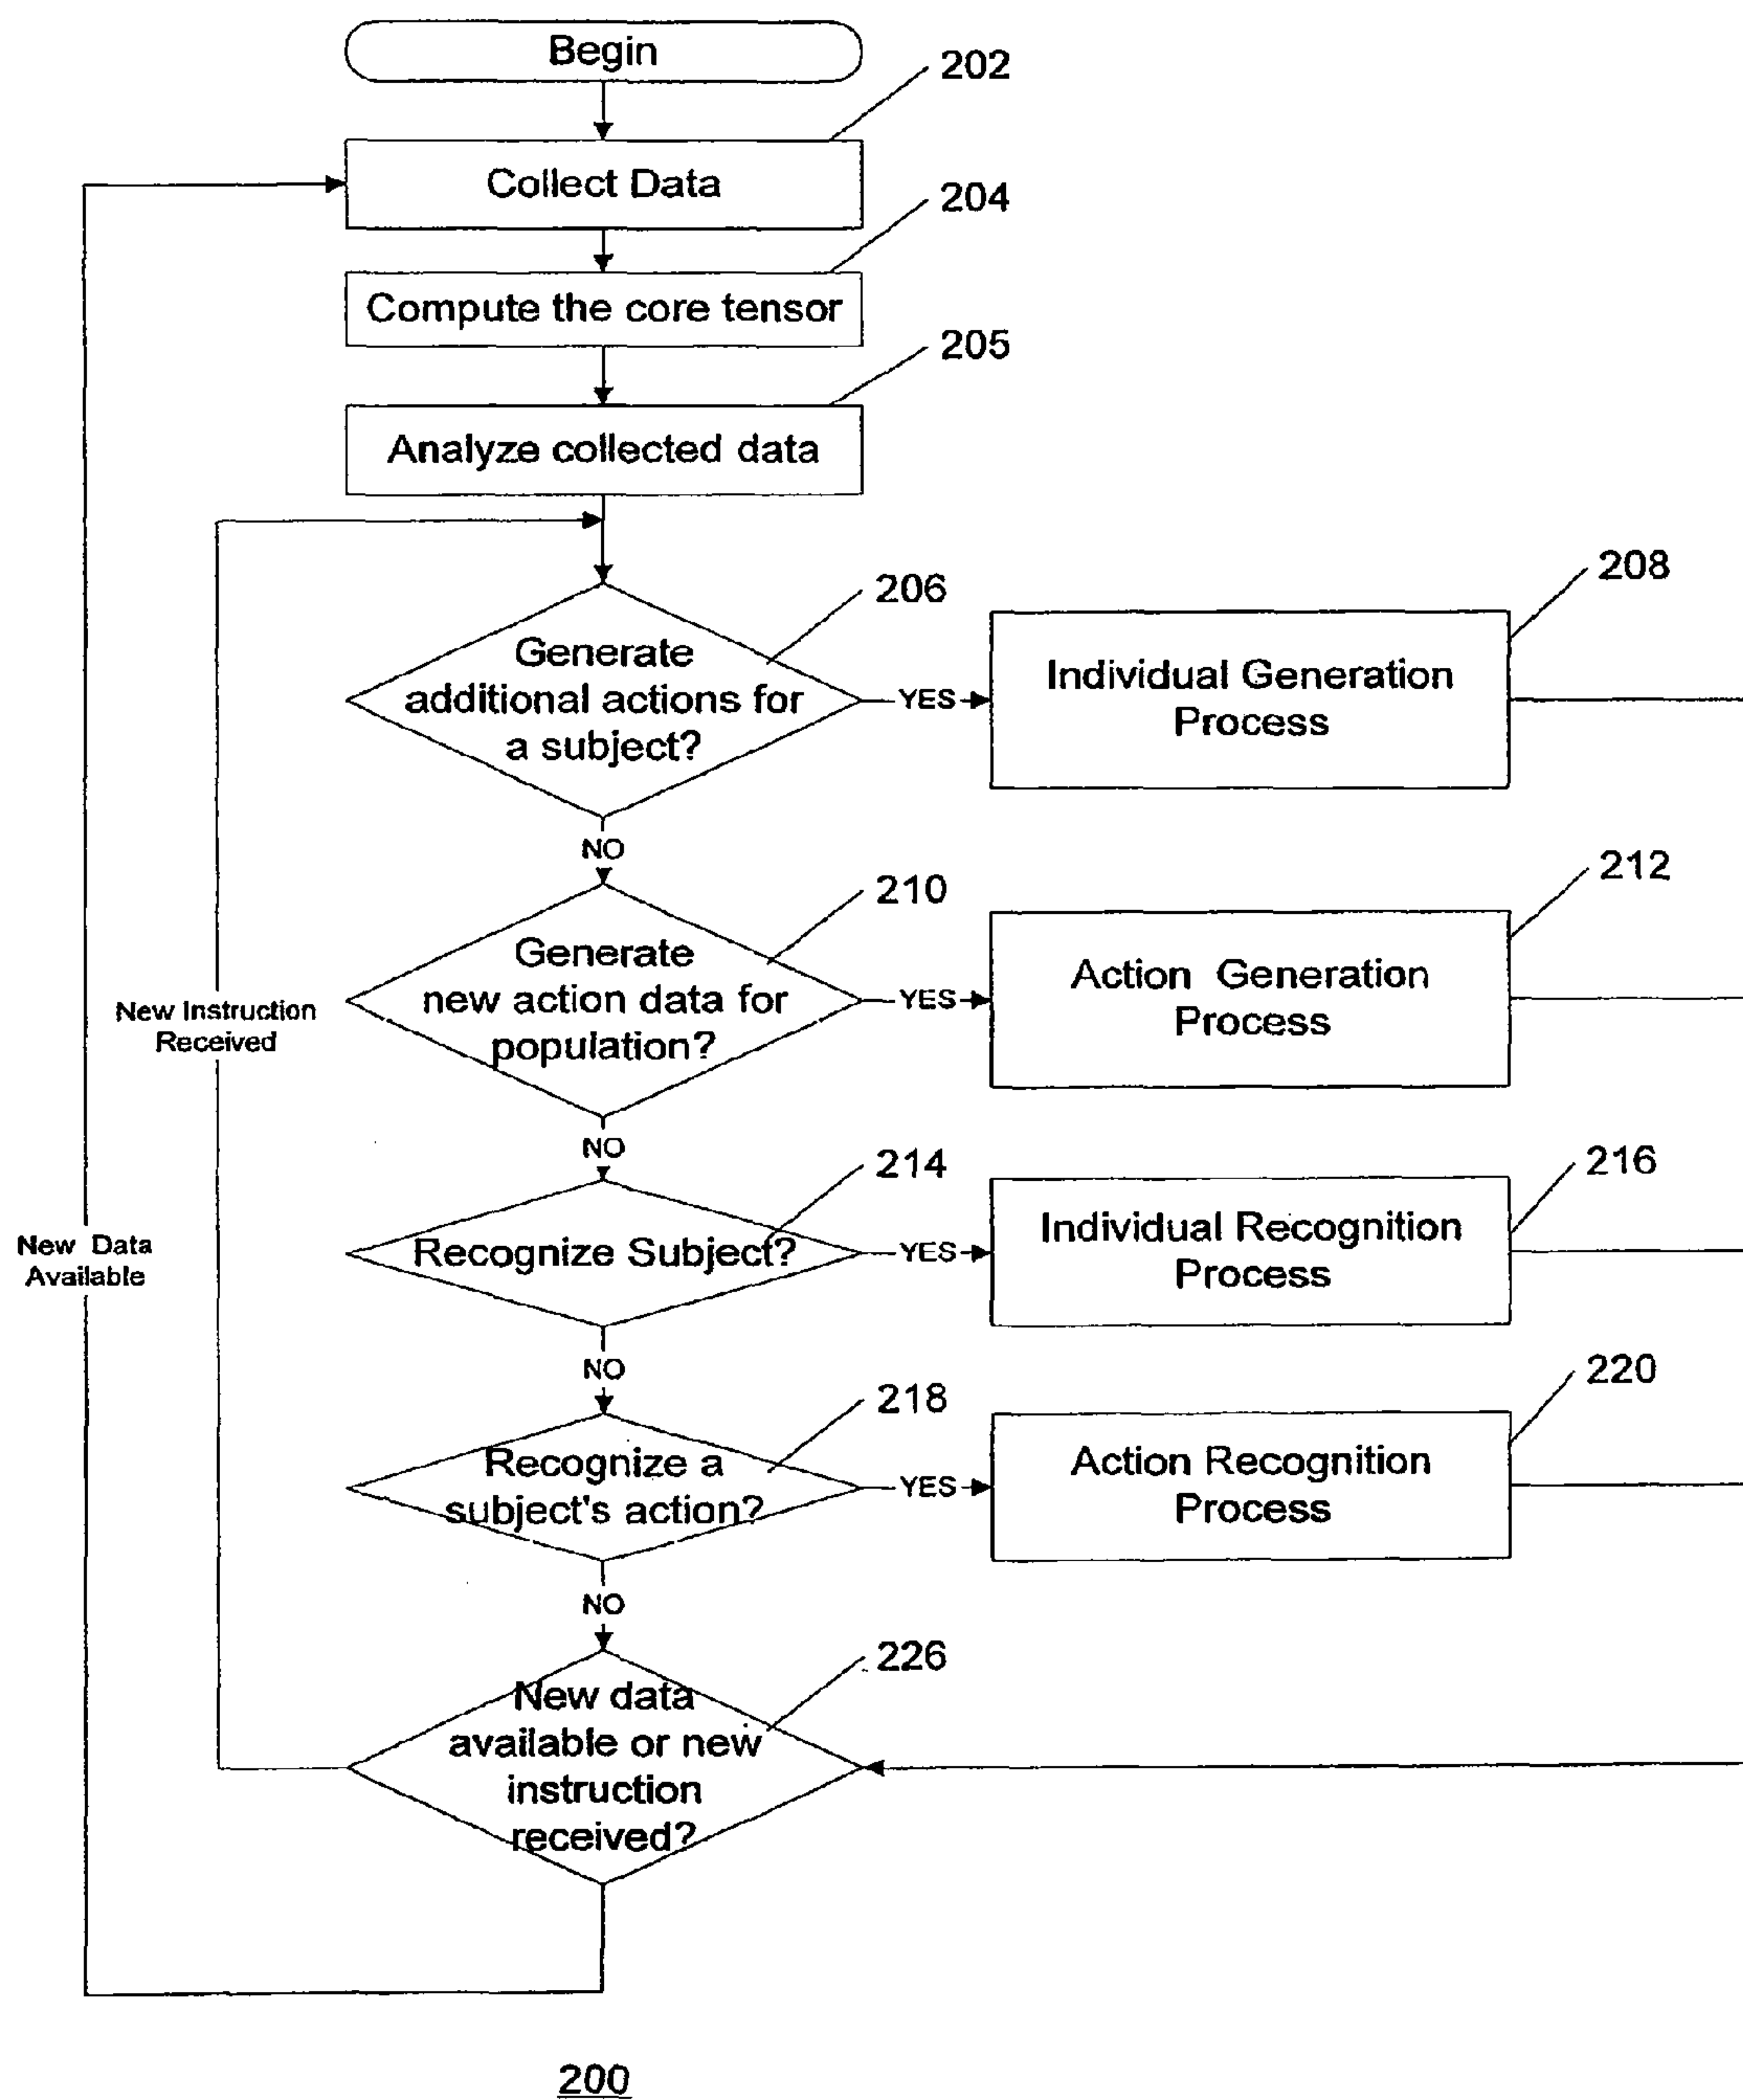 Begin
202
Collect Data
204
Compute the core tensor
205
Analyze collected data
206
Generate
additional actions for
a subject?
YES
208
Individual Generation
Process
NO
210
Generate
new action data for
population?
YES
212
Action Generation
Process
New Instruction
Received
NO
214
Recognize Subject?
YES
216
Individual Recognition
Process
New Data
Available
NO
218
Recognize a
subject's action?
YES
220
Action Recognition
Process
NO
226
New data
available or new
instruction
received?
200